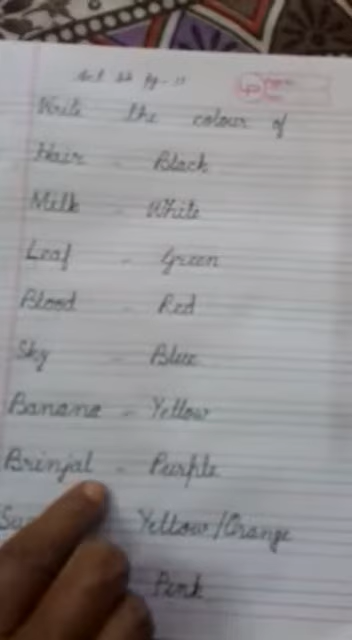 Write the colour of
Hair - Black
Milk - White
Leaf - Green
Blood - Red
Sky - Blue
Banana - Yellow
Brinjal - Purple
Yellow/Orange
Pink